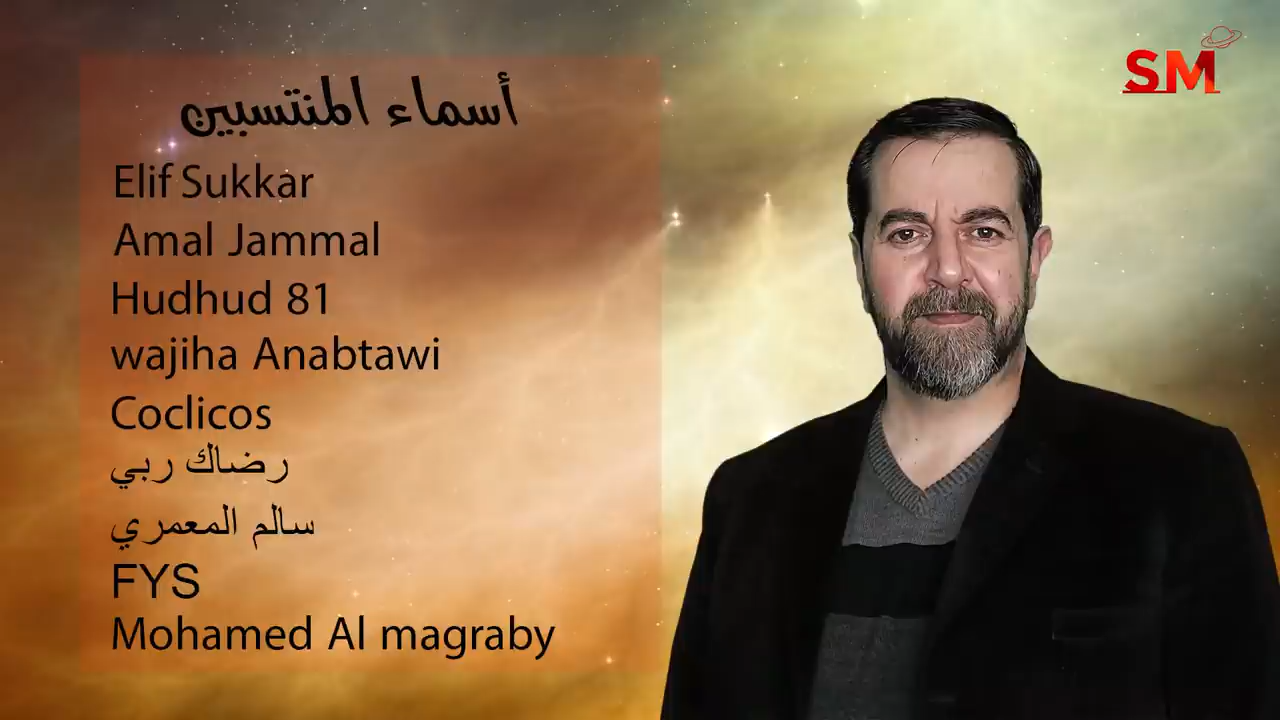 SM
أسماء المنتسبين
Elif Sukkar
Amal Jammal
Hudhud 81
wajiha Anabtawi
Coclicos
رضاك ربي
سالم المعمري
FYS
Mohamed Al magraby